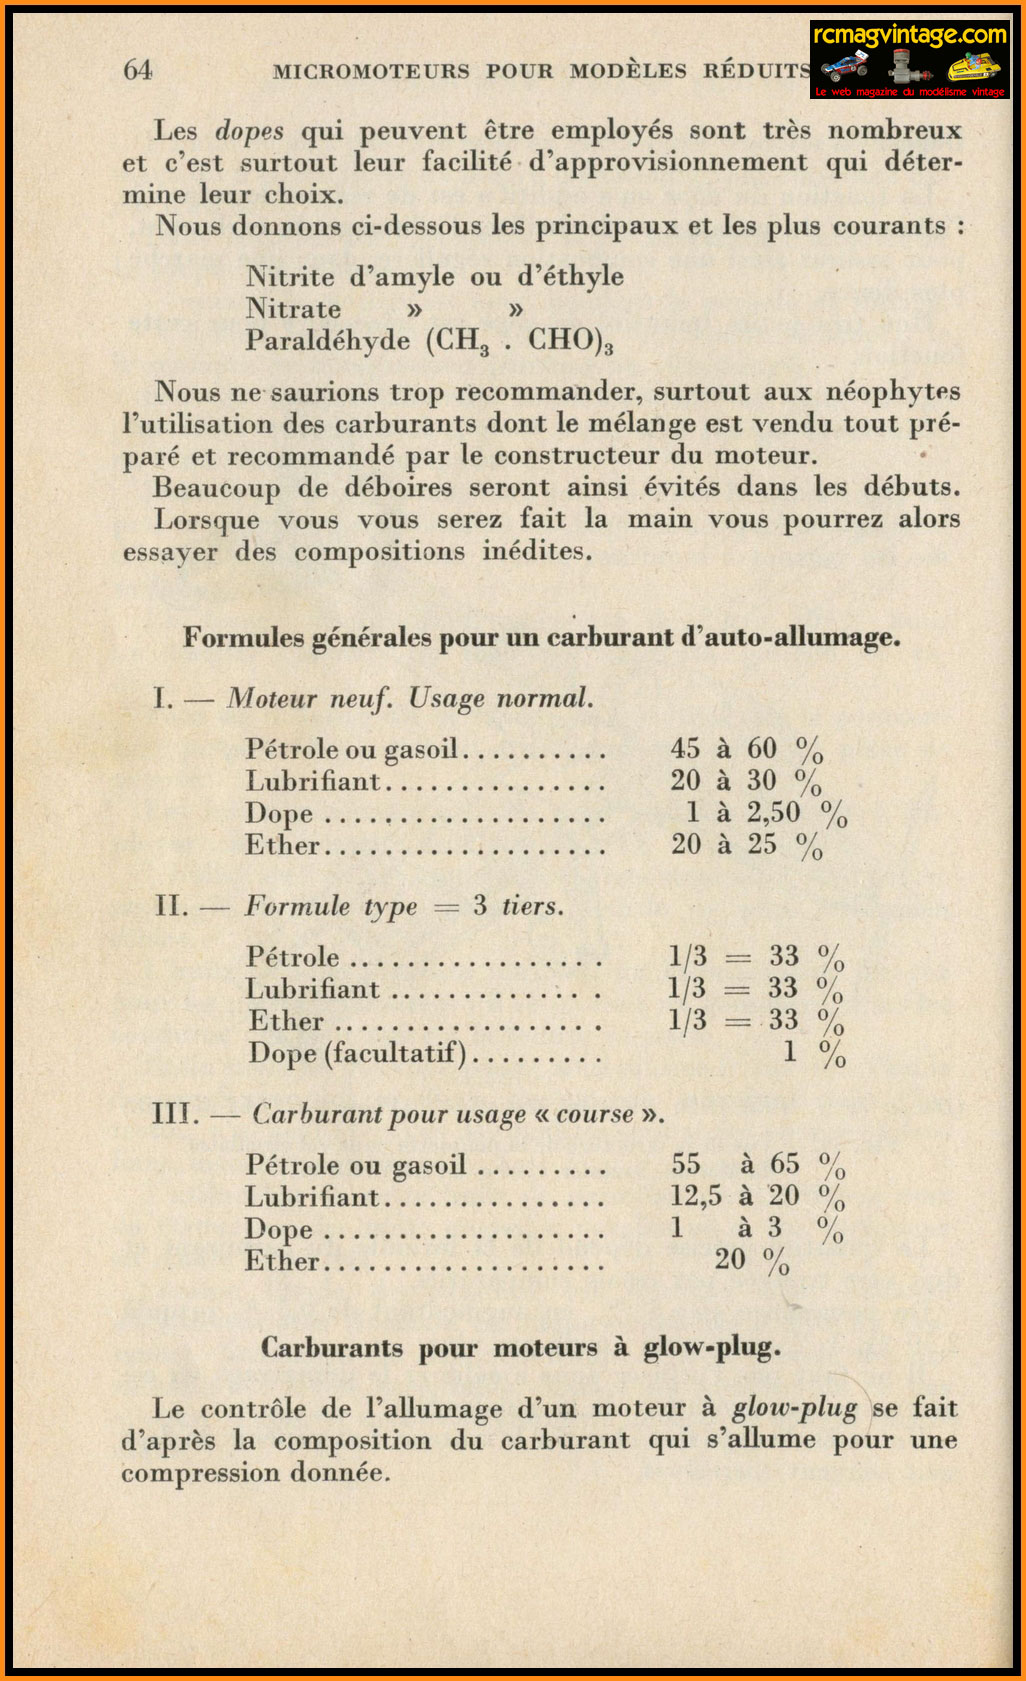 rcmagvintage.com
Le web magazine du modélisme vintage
64 MICROMOTEURS POUR MODÈLES RÉDUITS
Les dopes qui peuvent être employés sont très nombreux
et c'est surtout leur facilité d'approvisionnement qui déter-
mine leur choix.
Nous donnons ci-dessous les principaux et les plus courants :
Nitrite d'amyle ou d'éthyle
Nitrate » »
Paraldéhyde (CH₃ . CHO)₃
Nous ne saurions trop recommander, surtout aux néophytes
l'utilisation des carburants dont le mélange est vendu tout pré-
paré et recommandé par le constructeur du moteur.
Beaucoup de déboires seront ainsi évités dans les débuts.
Lorsque vous vous serez fait la main vous pourrez alors
essayer des compositions inédites.
Formules générales pour un carburant d'auto-allumage.
I. — Moteur neuf. Usage normal.
Pétrole ou gasoil.......... 45 à 60 %
Lubrifiant............... 20 à 30 %
Dope ................... 1 à 2,50 %
Ether................... 20 à 25 %
II. — Formule type = 3 tiers.
Pétrole .................. 1/3 = 33 %
Lubrifiant .............. 1/3 = 33 %
Ether ................... 1/3 = 33 %
Dope (facultatif)......... 1 %
III. — Carburant pour usage « course ».
Pétrole ou gasoil ......... 55 à 65 %
Lubrifiant............... 12,5 à 20 %
Dope ................... 1 à 3 %
Ether................... 20 %
Carburants pour moteurs à glow-plug.
Le contrôle de l'allumage d'un moteur à glow-plug se fait
d'après la composition du carburant qui s'allume pour une
compression donnée.